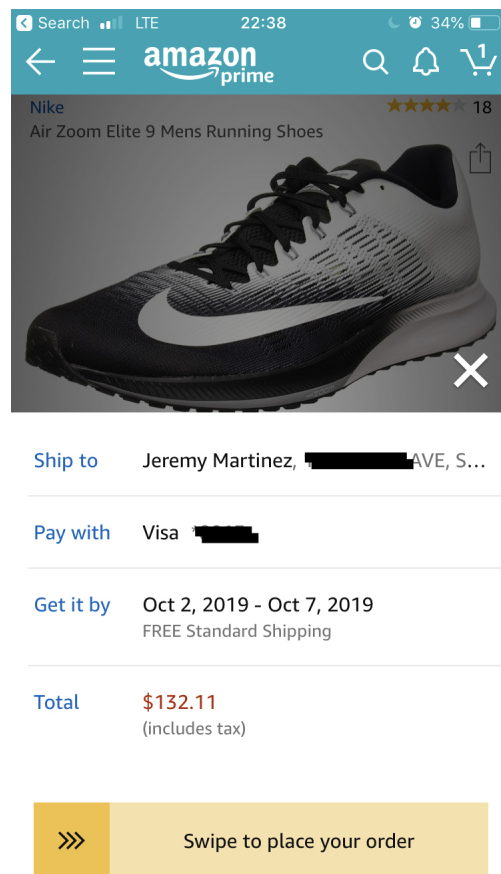 Search LTE 22:38 34%
amazon
prime
1
Nike 18
Air Zoom Elite 9 Mens Running Shoes
Ship to Jeremy Martinez, AVE, S...
Pay with Visa
Get it by Oct 2, 2019 - Oct 7, 2019
FREE Standard Shipping
Total $132.11
(includes tax)
Swipe to place your order